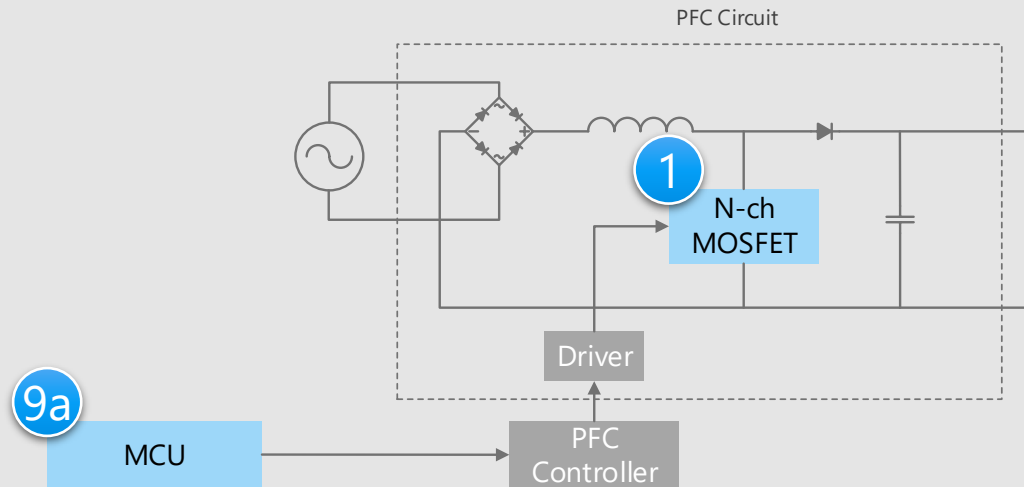 PFC Circuit
~
+
−
~
1
N-ch
MOSFET
Driver
9a
MCU
PFC
Controller